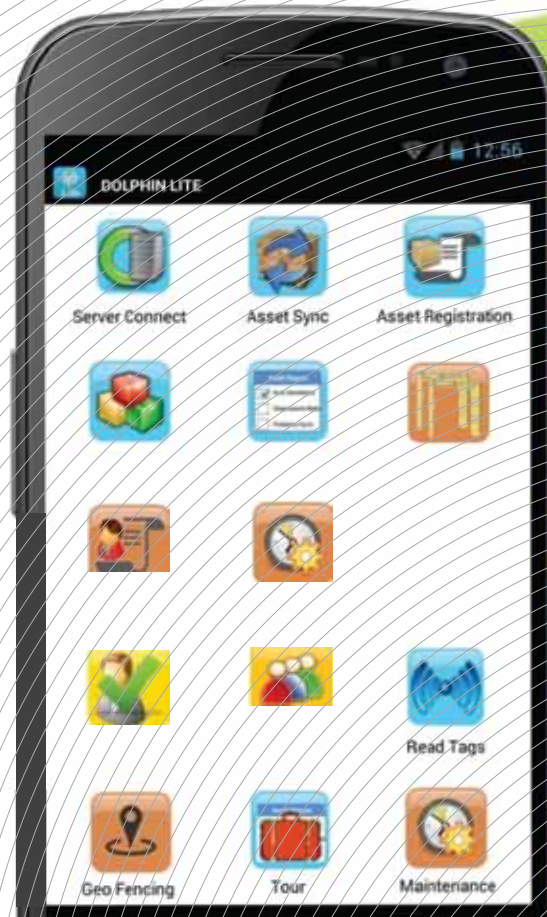 12:56
DOLPHIN LITE
Server Connect
Asset Sync
Asset Registration
Read Tags
Geo Fencing
Tour
Maintenance